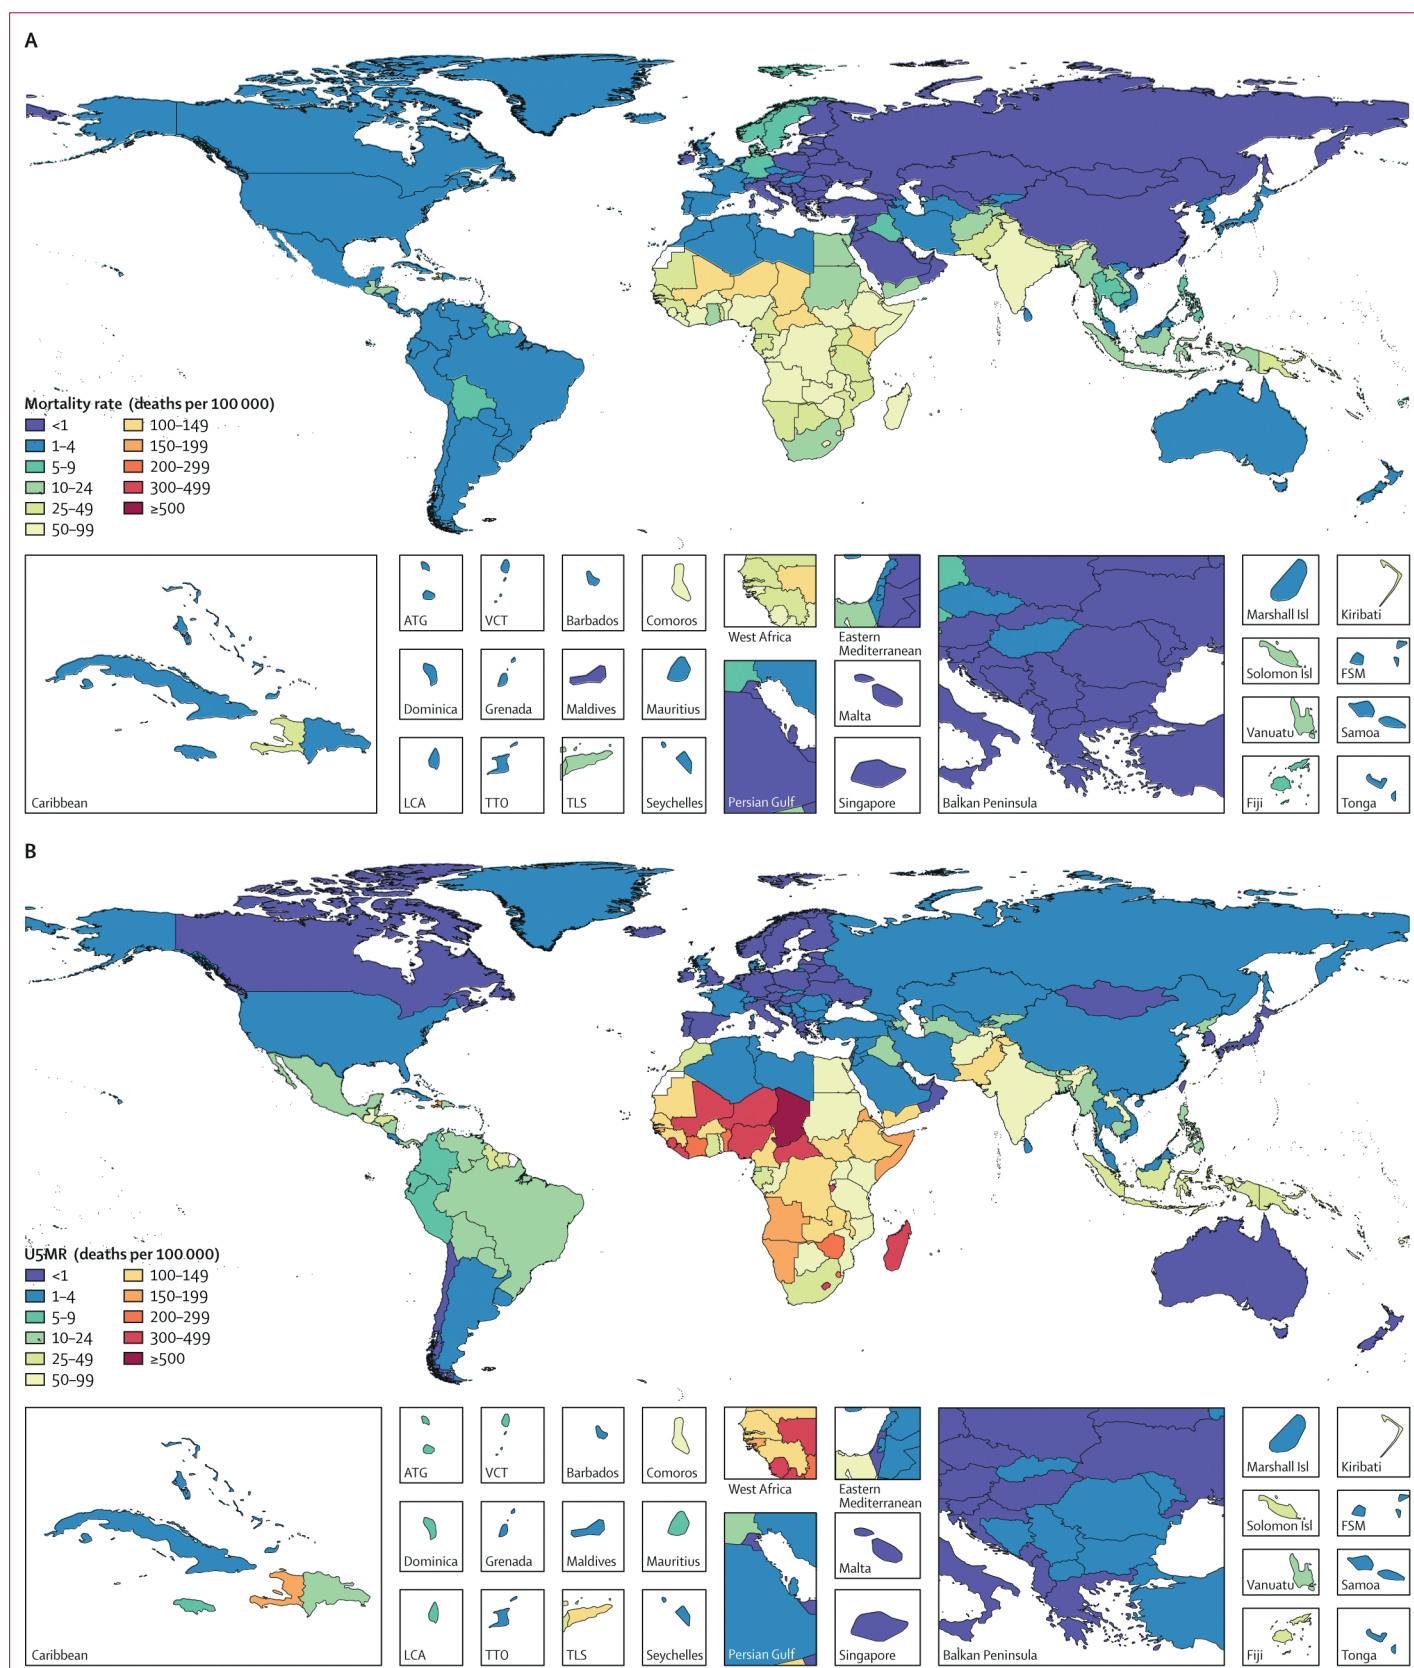 A
Mortality rate (deaths per 100 000)
<1
1–4
5–9
10–24
25–49
50–99
100–149
150–199
200–299
300–499
≥500
Caribbean
ATG
VCT
Barbados
Comoros
Dominica
Grenada
Maldives
Mauritius
LCA
TTO
TLS
Seychelles
West Africa
Eastern
Mediterranean
Persian Gulf
Malta
Singapore
Balkan Peninsula
Marshall Isl
Kiribati
Solomon Isl
FSM
Vanuatu
Samoa
Fiji
Tonga
B
U5MR (deaths per 100 000)
<1
1–4
5–9
10–24
25–49
50–99
100–149
150–199
200–299
300–499
≥500
Caribbean
ATG
VCT
Barbados
Comoros
Dominica
Grenada
Maldives
Mauritius
LCA
TTO
TLS
Seychelles
West Africa
Eastern
Mediterranean
Persian Gulf
Malta
Singapore
Balkan Peninsula
Marshall Isl
Kiribati
Solomon Isl
FSM
Vanuatu
Samoa
Fiji
Tonga